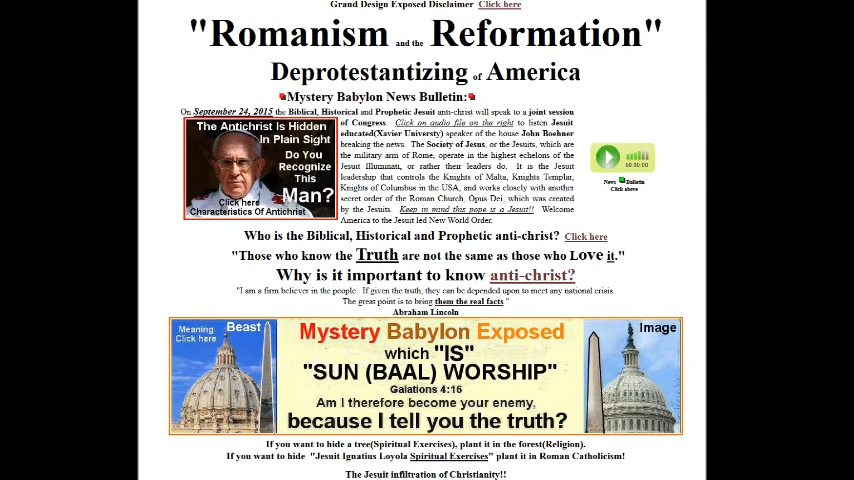 Grand Design Exposed Disclaimer Click here
"Romanism and the Reformation"
Deprotestantizing of America
Mystery Babylon News Bulletin:
On September 24, 2015 the Biblical, Historical and Prophetic Jesuit anti-christ will speak to a joint session
of Congress. Click on audio file on the right to listen Jesuit
educated(Xavier Universty) speaker of the house John Boehner
breaking the news. The Society of Jesus, or the Jesuits, which are
the military arm of Rome, operate in the highest echelons of the
Jesuit Illuminati, or rather their leaders do. It is the Jesuit
leadership that controls the Knights of Malta, Knights Templar,
Knights of Columbus in the USA, and works closely with another
secret order of the Roman Church, Opus Dei, which was created
by the Jesuits. Keep in mind this pope is a Jesuit!! Welcome
America to the Jesuit led New World Order.
The Antichrist Is Hidden
In Plain Sight
Do You
Recognize
This
Man?
Click here
Characteristics Of Antichrist
00:00:00
News Bulletin
Click above
Who is the Biblical, Historical and Prophetic anti-christ? Click here
"Those who know the Truth are not the same as those who Love it."
Why is it important to know anti-christ?
"I am a firm believer in the people. If given the truth, they can be depended upon to meet any national crisis.
The great point is to bring them the real facts."
Abraham Lincoln
Meaning Click here
Beast
Mystery Babylon Exposed
which "IS"
"SUN (BAAL) WORSHIP"
Galations 4:16
Am I therefore become your enemy,
because I tell you the truth?
Image
If you want to hide a tree(Spiritual Exercises), plant it in the forest(Religion).
If you want to hide "Jesuit Ignatius Loyola Spiritual Exercises" plant it in Roman Catholicism!
The Jesuit infiltration of Christianity!!